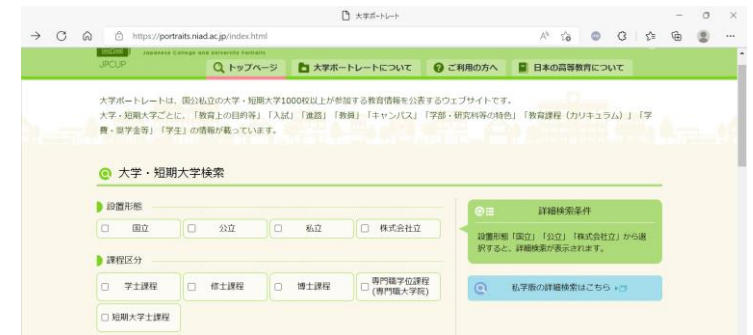 大学ポートレート
https://portraits.niad.ac.jp/index.html
Japanese College and University Portraits
JPCUP
トップページ
大学ポートレートについて
ご利用の方へ
日本の高等教育について
大学ポートレートは、国公私立の大学・短期大学1000校以上が参加する教育情報を公表するウェブサイトです。
大学・短期大学ごとに、「教育上の目的等」「入試」「進路」「教員」「キャンパス」「学部・研究科等の特色」「教育課程（カリキュラム）」「学
費・奨学金等」「学生」の情報が載っています。
大学・短期大学検索
設置形態
国立
公立
私立
株式会社立
課程区分
学士課程
修士課程
博士課程
専門職学位課程
(専門職大学院)
短期大学士課程
詳細検索条件
設置形態「国立」「公立」「株式会社立」から選
択すると、詳細検索が表示されます。
私学版の詳細検索はこちら